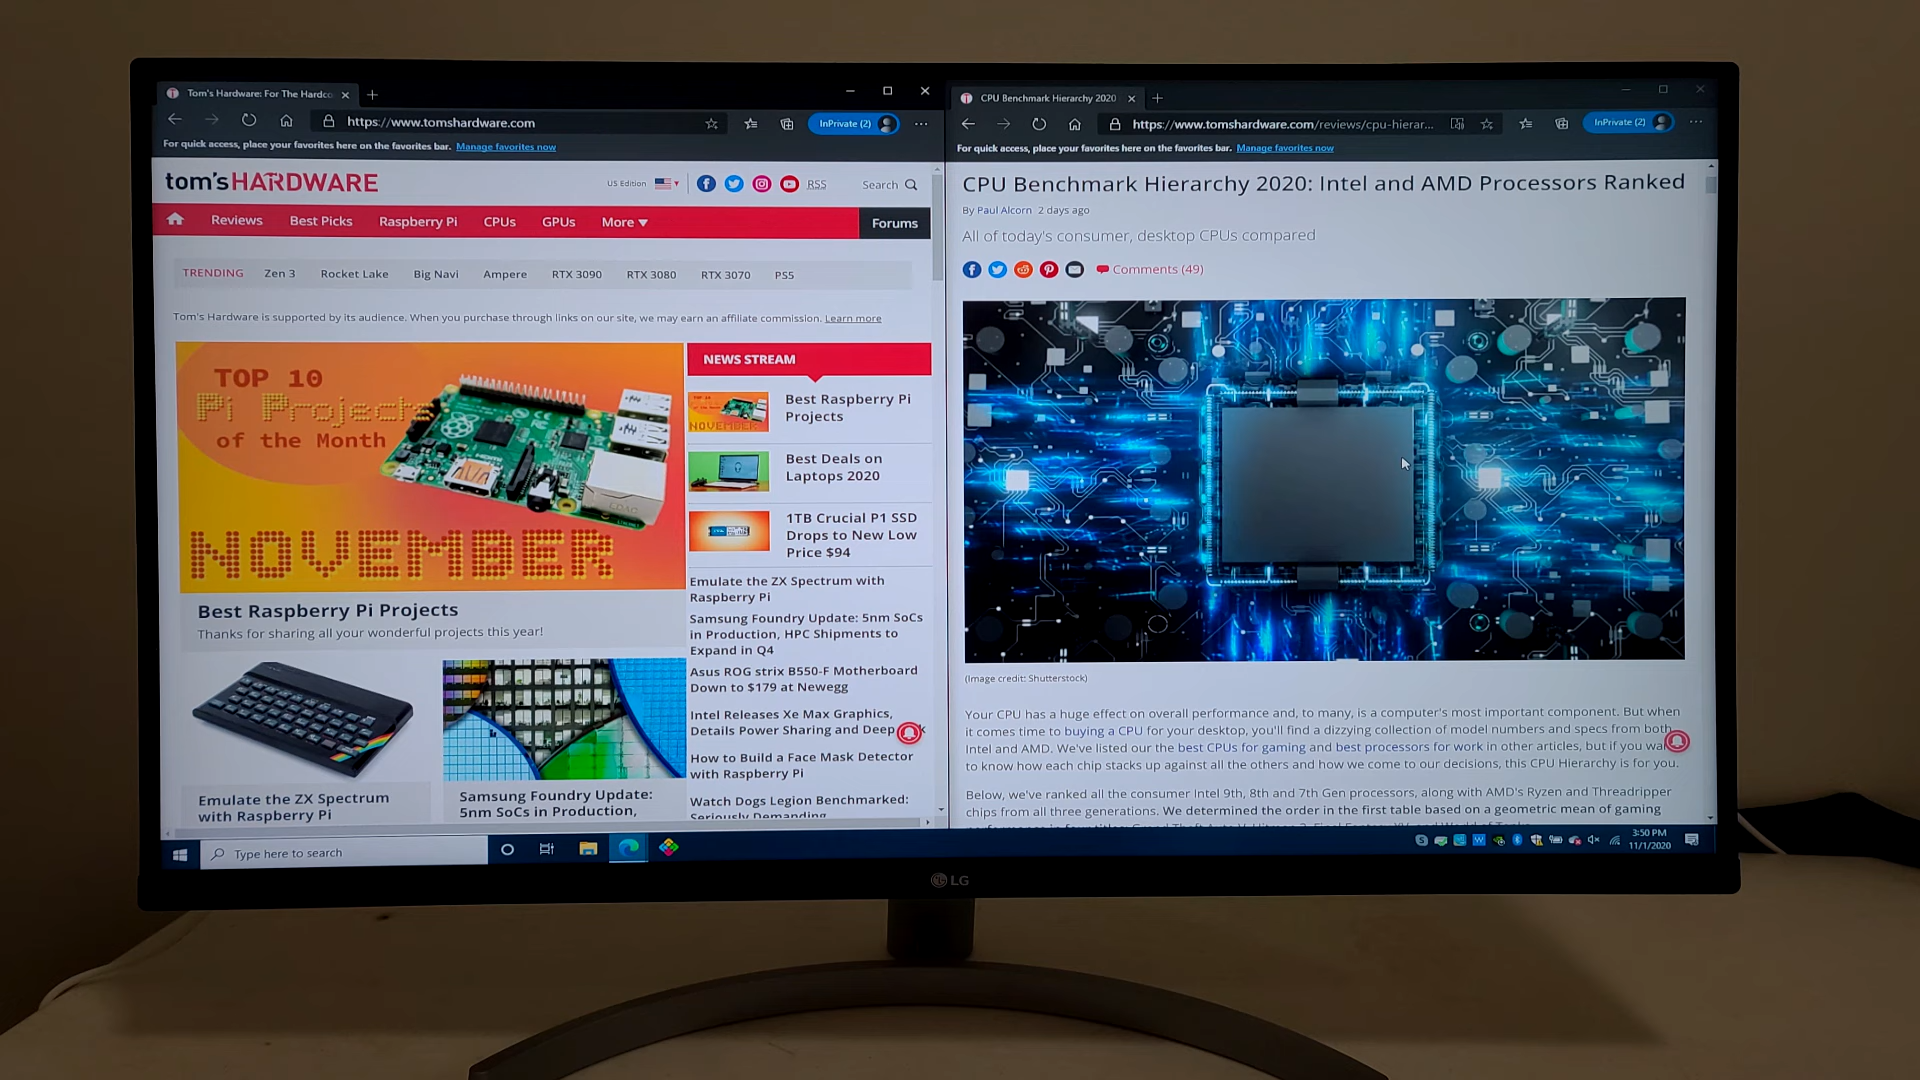 Tom's Hardware: For The Hardco
https://www.tomshardware.com
InPrivate (2)
For quick access, place your favorites here on the favorites bar. Manage favorites now
tom's HARDWARE
US Edition
RSS
Search
Reviews Best Picks Raspberry Pi CPUs GPUs More Forums
TRENDING Zen 3 Rocket Lake Big Navi Ampere RTX 3090 RTX 3080 RTX 3070 PS5
Tom's Hardware is supported by its audience. When you purchase through links on our site, we may earn an affiliate commission. Learn more
TOP 10
Pi Projects
of the Month
NOVEMBER
Best Raspberry Pi Projects
Thanks for sharing all your wonderful projects this year!
Emulate the ZX Spectrum
with Raspberry Pi
Samsung Foundry Update:
5nm SoCs in Production,
NEWS STREAM
NOVEMBER
Best Raspberry Pi
Projects
Best Deals on
Laptops 2020
1TB Crucial P1 SSD
Drops to New Low
Price $94
Emulate the ZX Spectrum with
Raspberry Pi
Samsung Foundry Update: 5nm SoCs
in Production, HPC Shipments to
Expand in Q4
Asus ROG strix B550-F Motherboard
Down to $179 at Newegg
Intel Releases Xe Max Graphics,
Details Power Sharing and Deep
How to Build a Face Mask Detector
with Raspberry Pi
Watch Dogs Legion Benchmarked:
Seriously Demanding
CPU Benchmark Hierarchy 2020
https://www.tomshardware.com/reviews/cpu-hierar...
InPrivate (2)
For quick access, place your favorites here on the favorites bar. Manage favorites now
CPU Benchmark Hierarchy 2020: Intel and AMD Processors Ranked
By Paul Alcorn 2 days ago
All of today's consumer, desktop CPUs compared
Comments (49)
(Image credit: Shutterstock)
Your CPU has a huge effect on overall performance and, to many, is a computer's most important component. But when
it comes time to buying a CPU for your desktop, you'll find a dizzying collection of model numbers and specs from both
Intel and AMD. We've listed our the best CPUs for gaming and best processors for work in other articles, but if you wa
to know how each chip stacks up against all the others and how we come to our decisions, this CPU Hierarchy is for you.
Below, we've ranked all the consumer Intel 9th, 8th and 7th Gen processors, along with AMD's Ryzen and Threadripper
chips from all three generations. We determined the order in the first table based on a geometric mean of gaming
Type here to search
3:50 PM
11/1/2020
LG